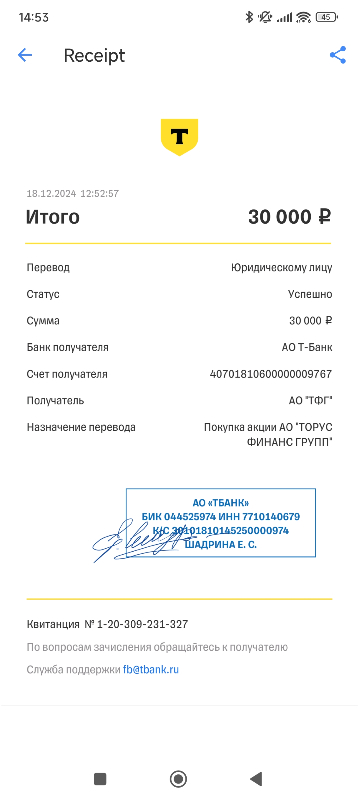 14:53
45
Receipt
T
18.12.2024 12:52:57
Итого 30 000 ₽
Перевод Юридическому лицу
Статус Успешно
Сумма 30 000 ₽
Банк получателя АО Т-Банк
Счет получателя 40701810600000009767
Получатель АО "ТФГ"
Назначение перевода Покупка акции АО "ТОРУС
ФИНАНС ГРУПП"
АО «ТБАНК»
БИК 044525974 ИНН 7710140679
К/С 30101810145250000974
ШАДРИНА Е. С.
Квитанция № 1-20-309-231-327
По вопросам зачисления обращайтесь к получателю
Служба поддержки fb@tbank.ru